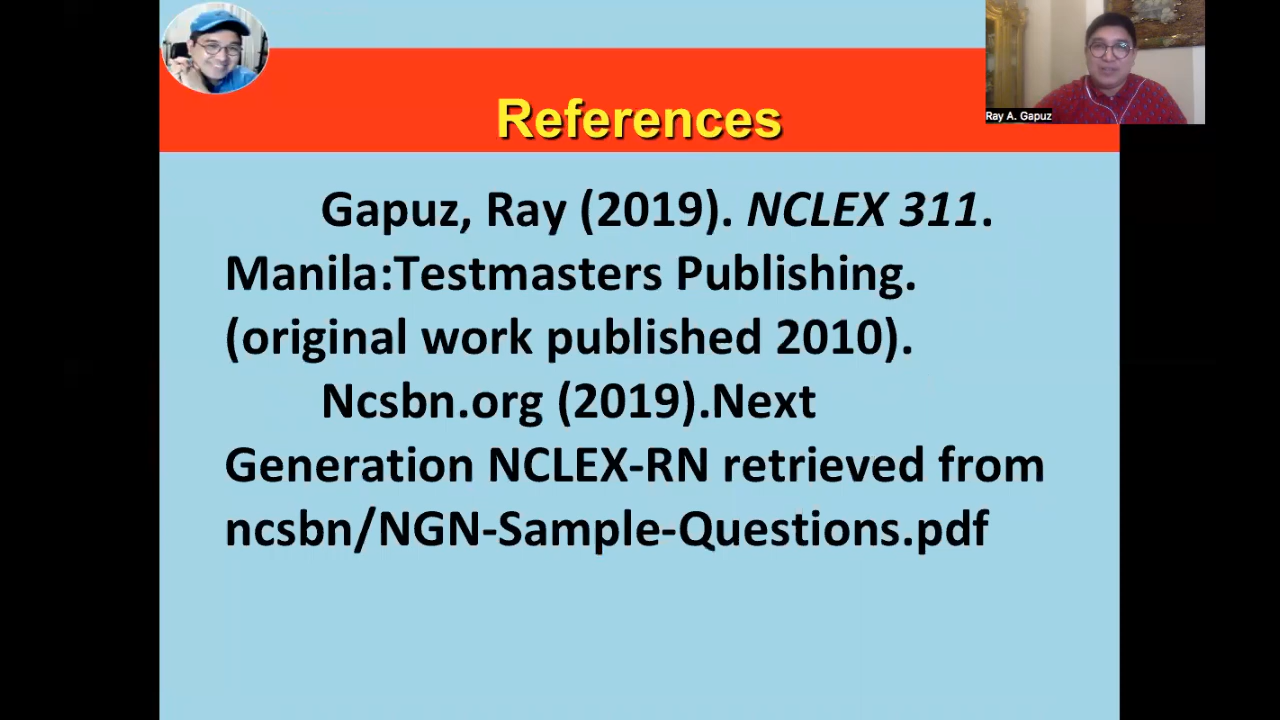 References
Ray A. Gapuz
Gapuz, Ray (2019). NCLEX 311.
Manila:Testmasters Publishing.
(original work published 2010).
Ncsbn.org (2019).Next
Generation NCLEX-RN retrieved from
ncsbn/NGN-Sample-Questions.pdf